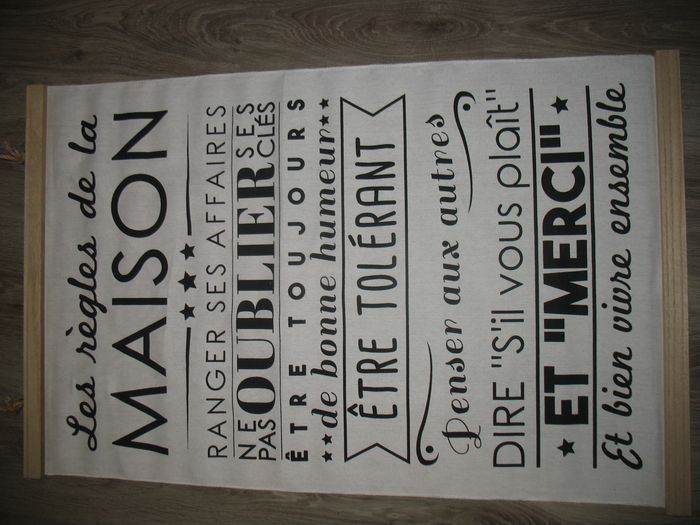 Les règles de la
MAISON
RANGER SES AFFAIRES
NE PAS OUBLIER SES CLÉS
ÊTRE TOUJOURS
de bonne humeur
ÊTRE TOLÉRANT
Penser aux autres
DIRE "S'il vous plaît"
ET "MERCI"
Et bien vivre ensemble